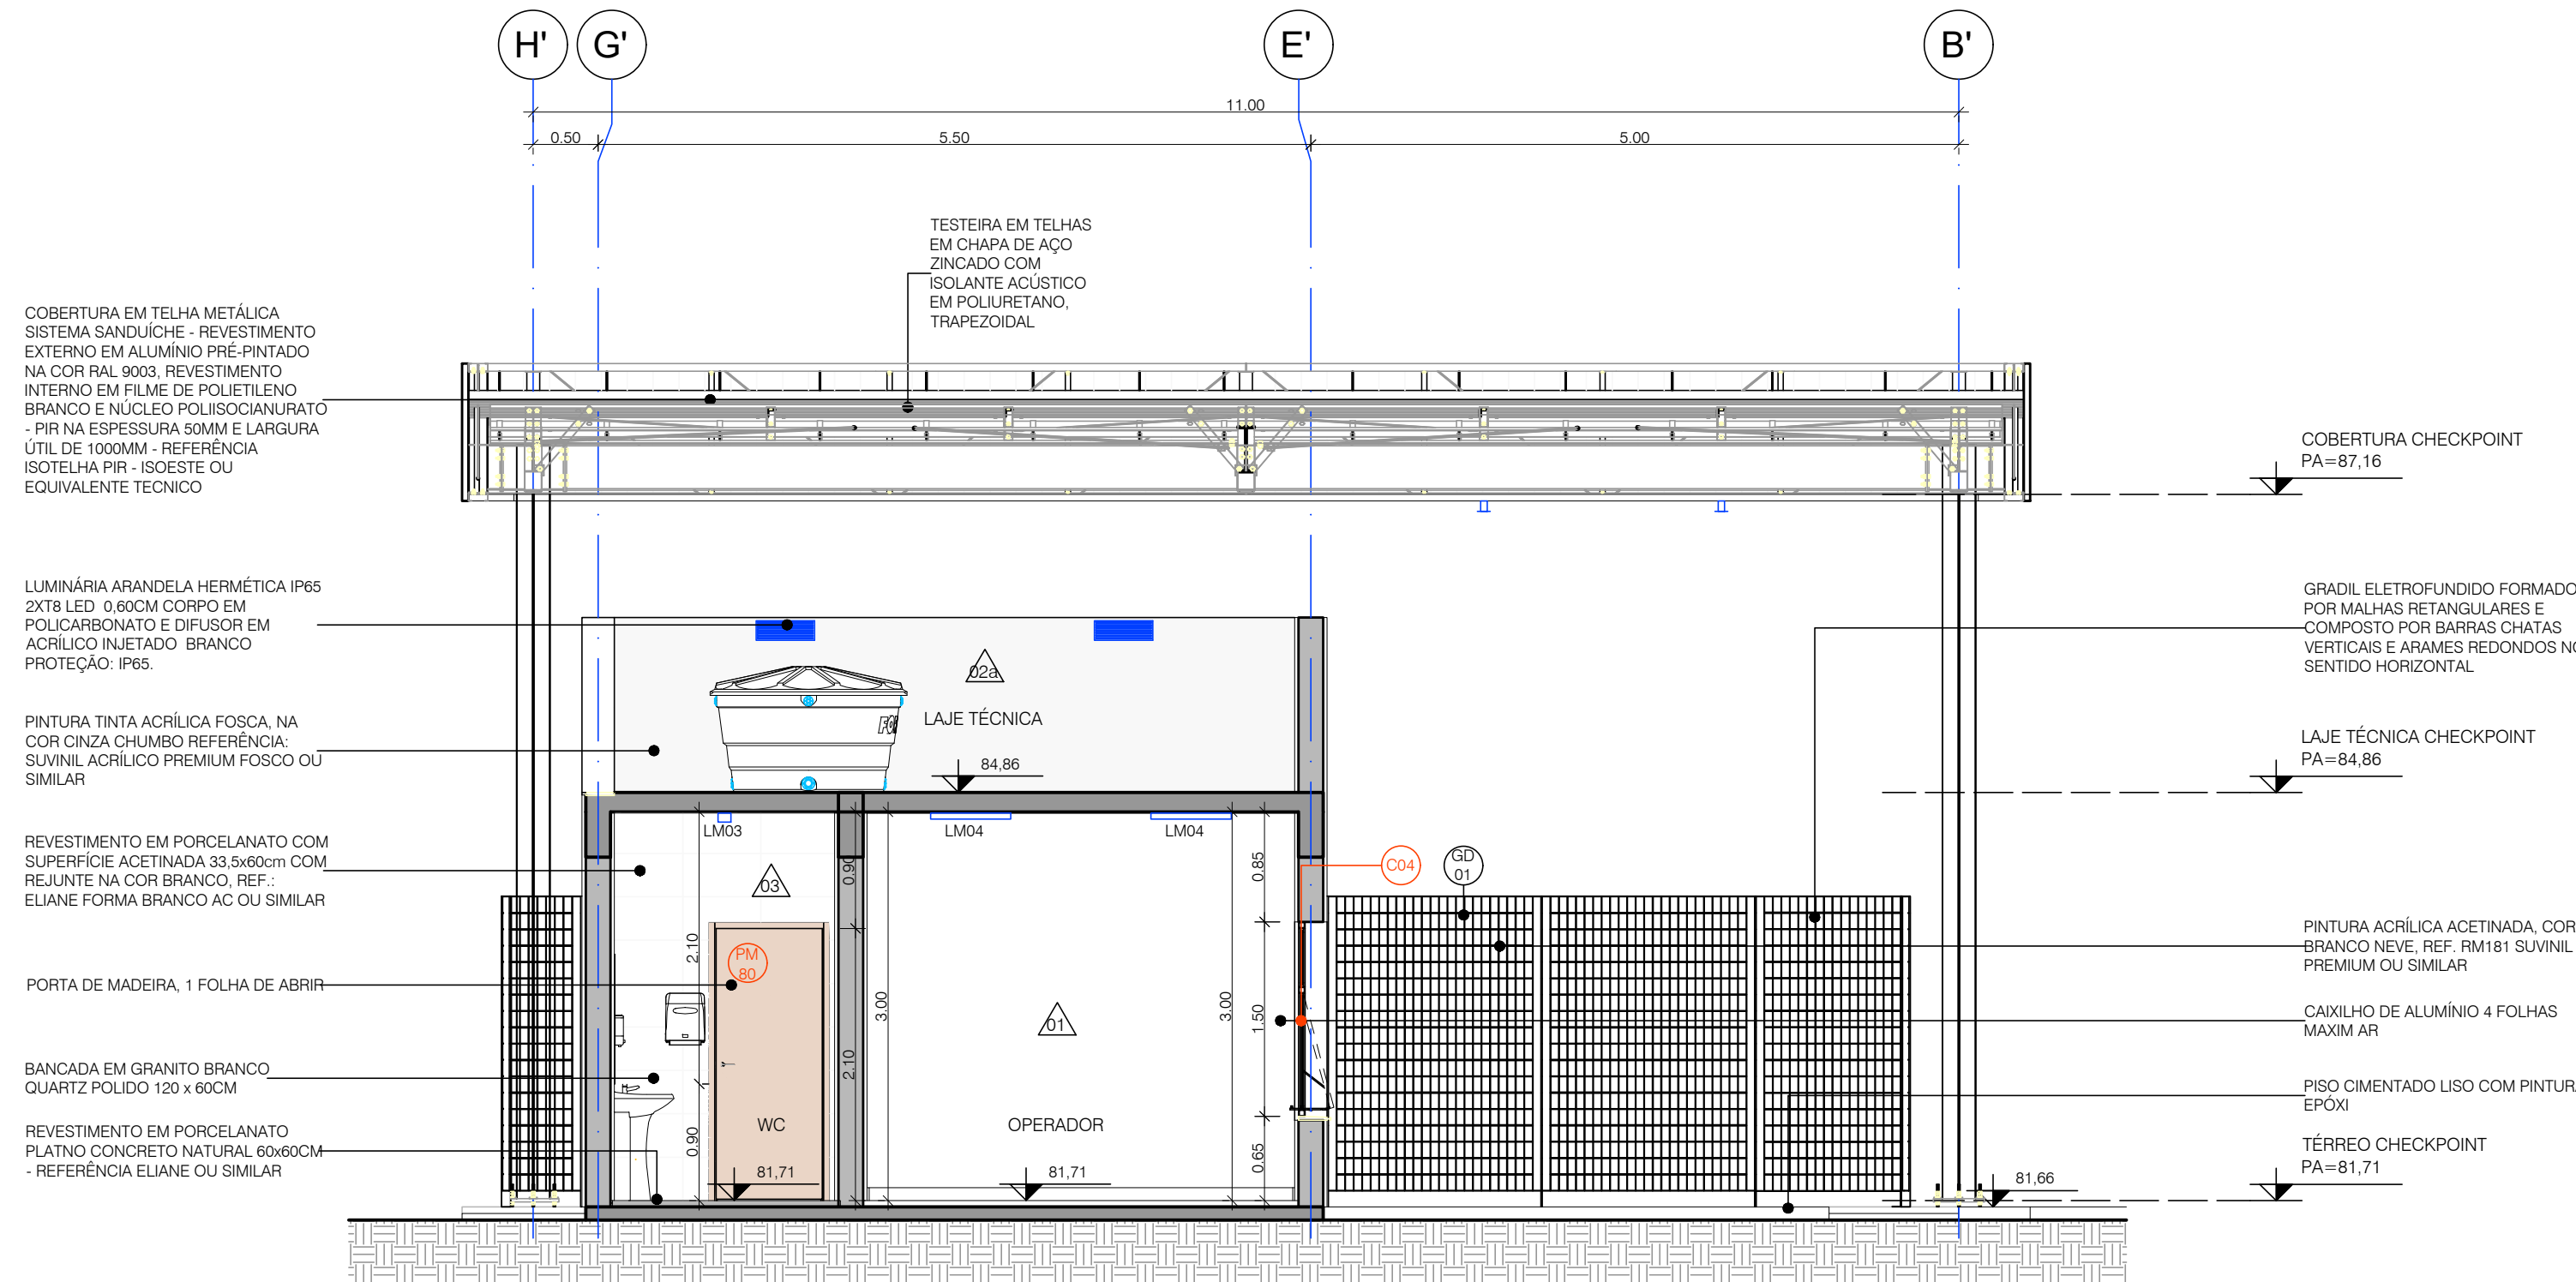 H'
G'
E'
B'
11.00
0.50
5.50
5.00
TESTEIRA EM TELHAS
EM CHAPA DE AÇO
ZINCADO COM
ISOLANTE ACÚSTICO
EM POLIURETANO,
TRAPEZOIDAL
COBERTURA EM TELHA METÁLICA
SISTEMA SANDUÍCHE - REVESTIMENTO
EXTERNO EM ALUMÍNIO PRÉ-PINTADO
NA COR RAL 9003, REVESTIMENTO
INTERNO EM FILME DE POLIETILENO
BRANCO E NÚCLEO POLIISOCIANURATO
- PIR NA ESPESSURA 50MM E LARGURA
ÚTIL DE 1000MM - REFERÊNCIA
ISOTELHA PIR - ISOESTE OU
EQUIVALENTE TECNICO
COBERTURA CHECKPOINT
PA=87,16
LUMINÁRIA ARANDELA HERMÉTICA IP65
2XT8 LED 0,60CM CORPO EM
POLICARBONATO E DIFUSOR EM
ACRÍLICO INJETADO BRANCO
PROTEÇÃO: IP65.
GRADIL ELETROFUNDIDO FORMADO
POR MALHAS RETANGULARES E
COMPOSTO POR BARRAS CHATAS
VERTICAIS E ARAMES REDONDOS NO
SENTIDO HORIZONTAL
02a
LAJE TÉCNICA
84,86
PINTURA TINTA ACRÍLICA FOSCA, NA
COR CINZA CHUMBO REFERÊNCIA:
SUVINIL ACRÍLICO PREMIUM FOSCO OU
SIMILAR
LAJE TÉCNICA CHECKPOINT
PA=84,86
LM03
LM04
LM04
REVESTIMENTO EM PORCELANATO COM
SUPERFÍCIE ACETINADA 33,5x60cm COM
REJUNTE NA COR BRANCO, REF.:
ELIANE FORMA BRANCO AC OU SIMILAR
03
0.90
0.85
C04
GD
01
PINTURA ACRÍLICA ACETINADA, COR
BRANCO NEVE, REF. RM181 SUVINIL
PREMIUM OU SIMILAR
2.10
PM
80
PORTA DE MADEIRA, 1 FOLHA DE ABRIR
3.00
01
3.00
1.50
CAIXILHO DE ALUMÍNIO 4 FOLHAS
MAXIM AR
BANCADA EM GRANITO BRANCO
QUARTZ POLIDO 120 x 60CM
2.10
PISO CIMENTADO LISO COM PINTURA
EPÓXI
REVESTIMENTO EM PORCELANATO
PLATNO CONCRETO NATURAL 60x60CM
- REFERÊNCIA ELIANE OU SIMILAR
0.90
WC
OPERADOR
0.65
81,71
81,71
81,66
TÉRREO CHECKPOINT
PA=81,71